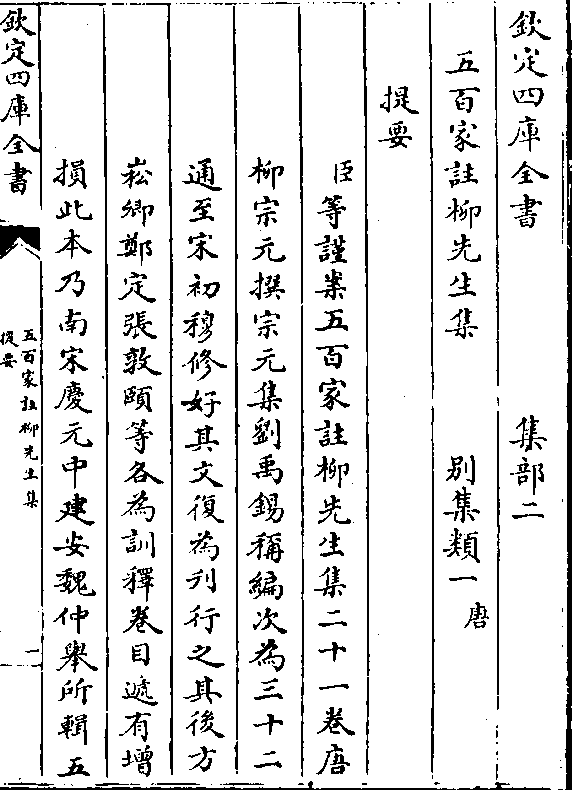 欽定四庫全書 集部二
五百家註柳先生集 別集類一 唐
提要
臣等謹案五百家註柳先生集二十一卷唐
柳宗元撰宗元集劉禹錫稱編次為三十二
通至宋初穆修好其文復為刋行之其後方
崧卿鄭定張敦頤等各為訓釋卷目遞有增
損此本乃南宋慶元中建安魏仲舉所輯五
欽定四庫全書
五百家註柳先生集
提要
一